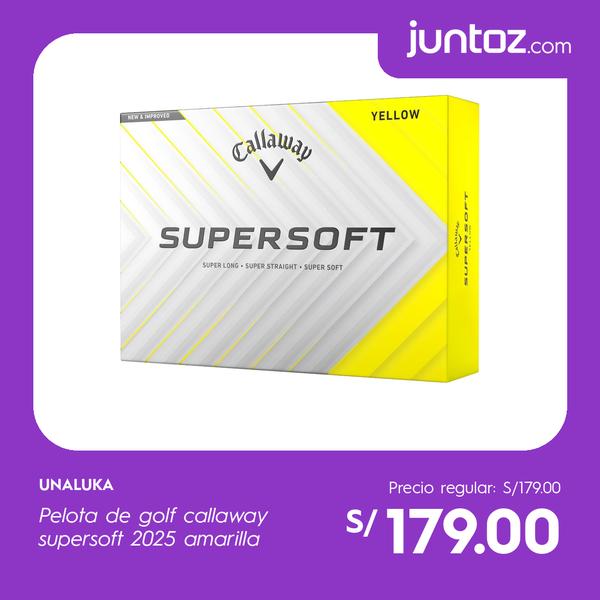 juntoz.com
NEW & IMPROVED
YELLOW
Callaway
SUPERSOFT
SUPER LONG • SUPER STRAIGHT • SUPER SOFT
Callaway
SUPERSOFT
YELLOW
UNALUKA
Pelota de golf callaway
supersoft 2025 amarilla
Precio regular: S/179.00
S/ 179.00